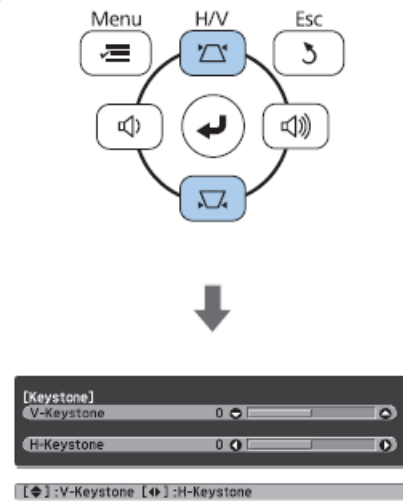 Menu H/V Esc
[Keystone]
V-Keystone 0
H-Keystone 0
[◆]:V-Keystone [◀▶]:H-Keystone